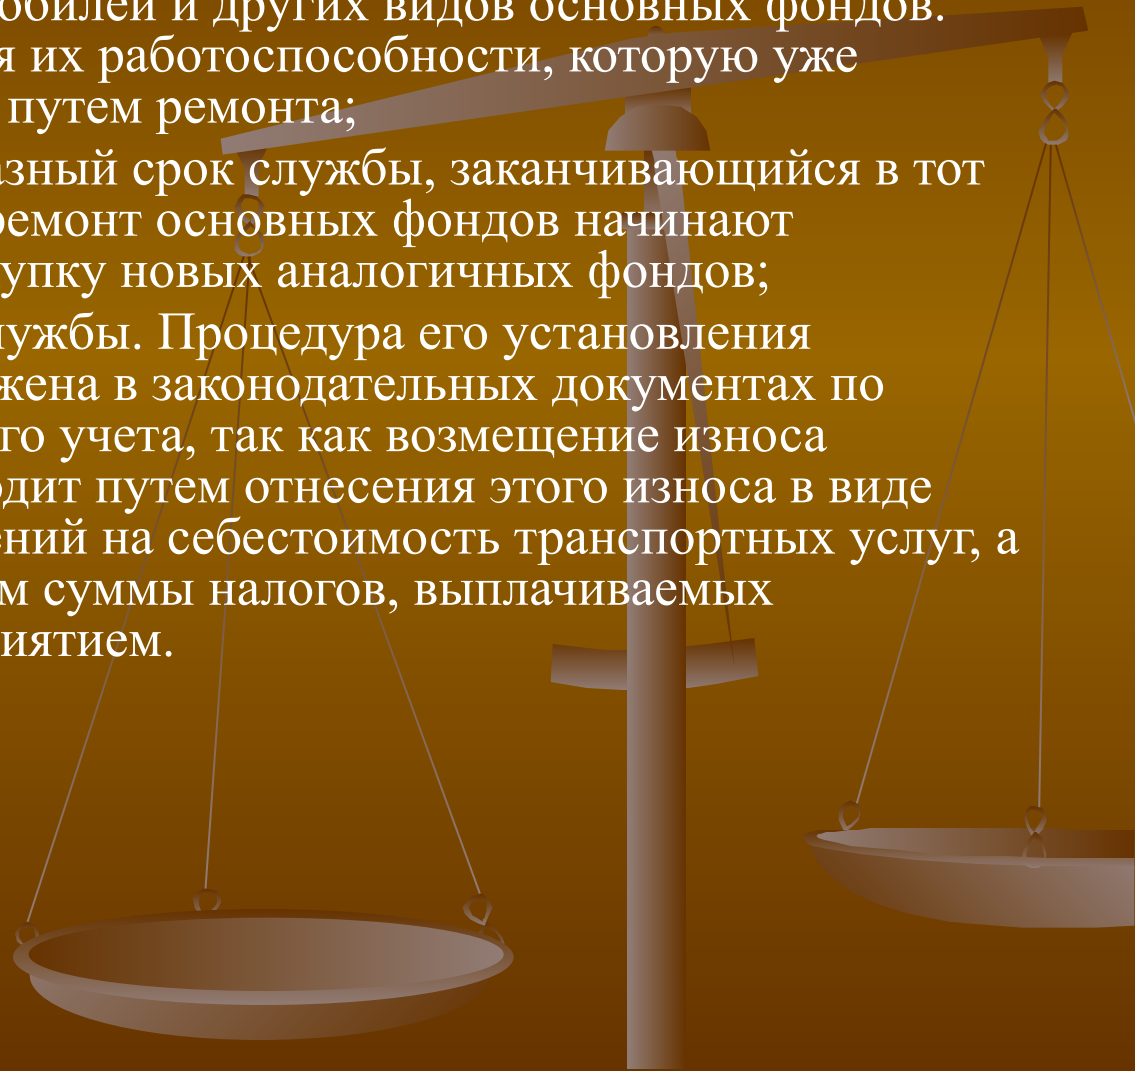 обилей и других видов основных фондов.
я их работоспособности, которую уже
путем ремонта;
азный срок службы, заканчивающийся в тот
ремонт основных фондов начинают
упку новых аналогичных фондов;
лужбы. Процедура его установления
жена в законодательных документах по
го учета, так как возмещение износа
одит путем отнесения этого износа в виде
ений на себестоимость транспортных услуг, а
м суммы налогов, выплачиваемых
иятием.